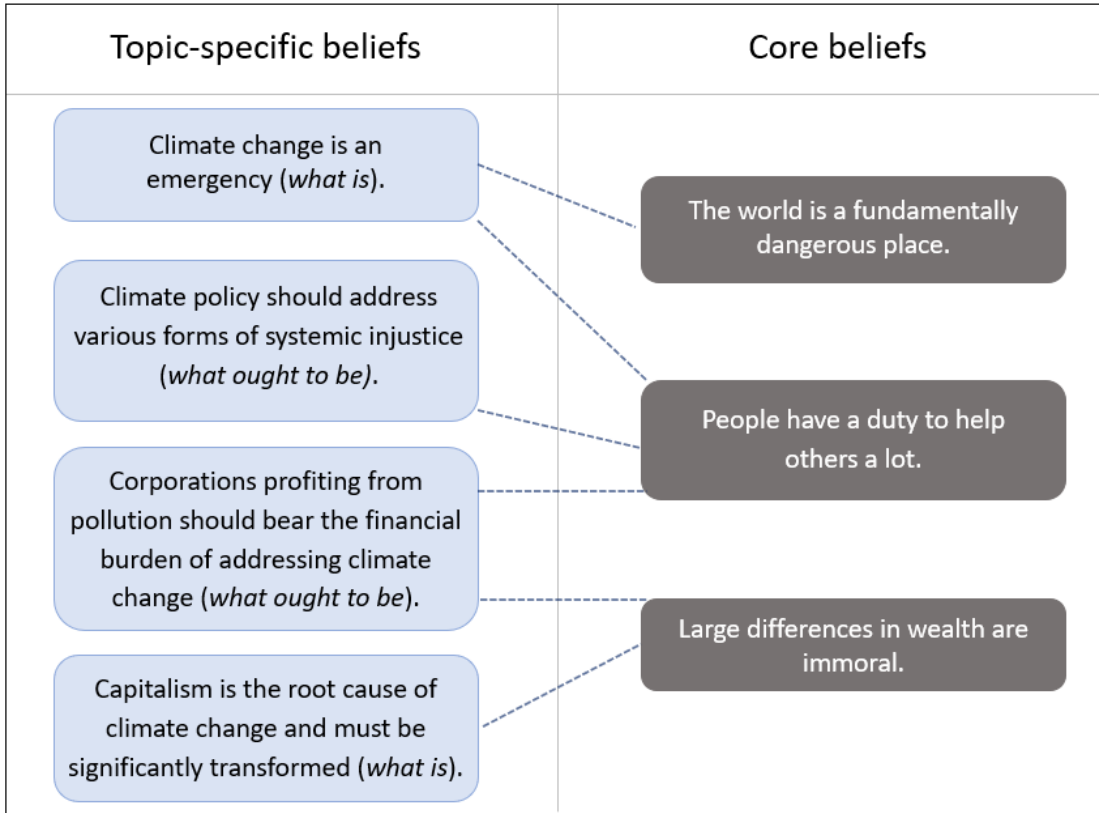 Topic-specific beliefs
Core beliefs
Climate change is an
emergency (what is).
The world is a fundamentally
dangerous place.
Climate policy should address
various forms of systemic injustice
(what ought to be).
People have a duty to help
others a lot.
Corporations profiting from
pollution should bear the financial
burden of addressing climate
change (what ought to be).
Large differences in wealth are
immoral.
Capitalism is the root cause of
climate change and must be
significantly transformed (what is).